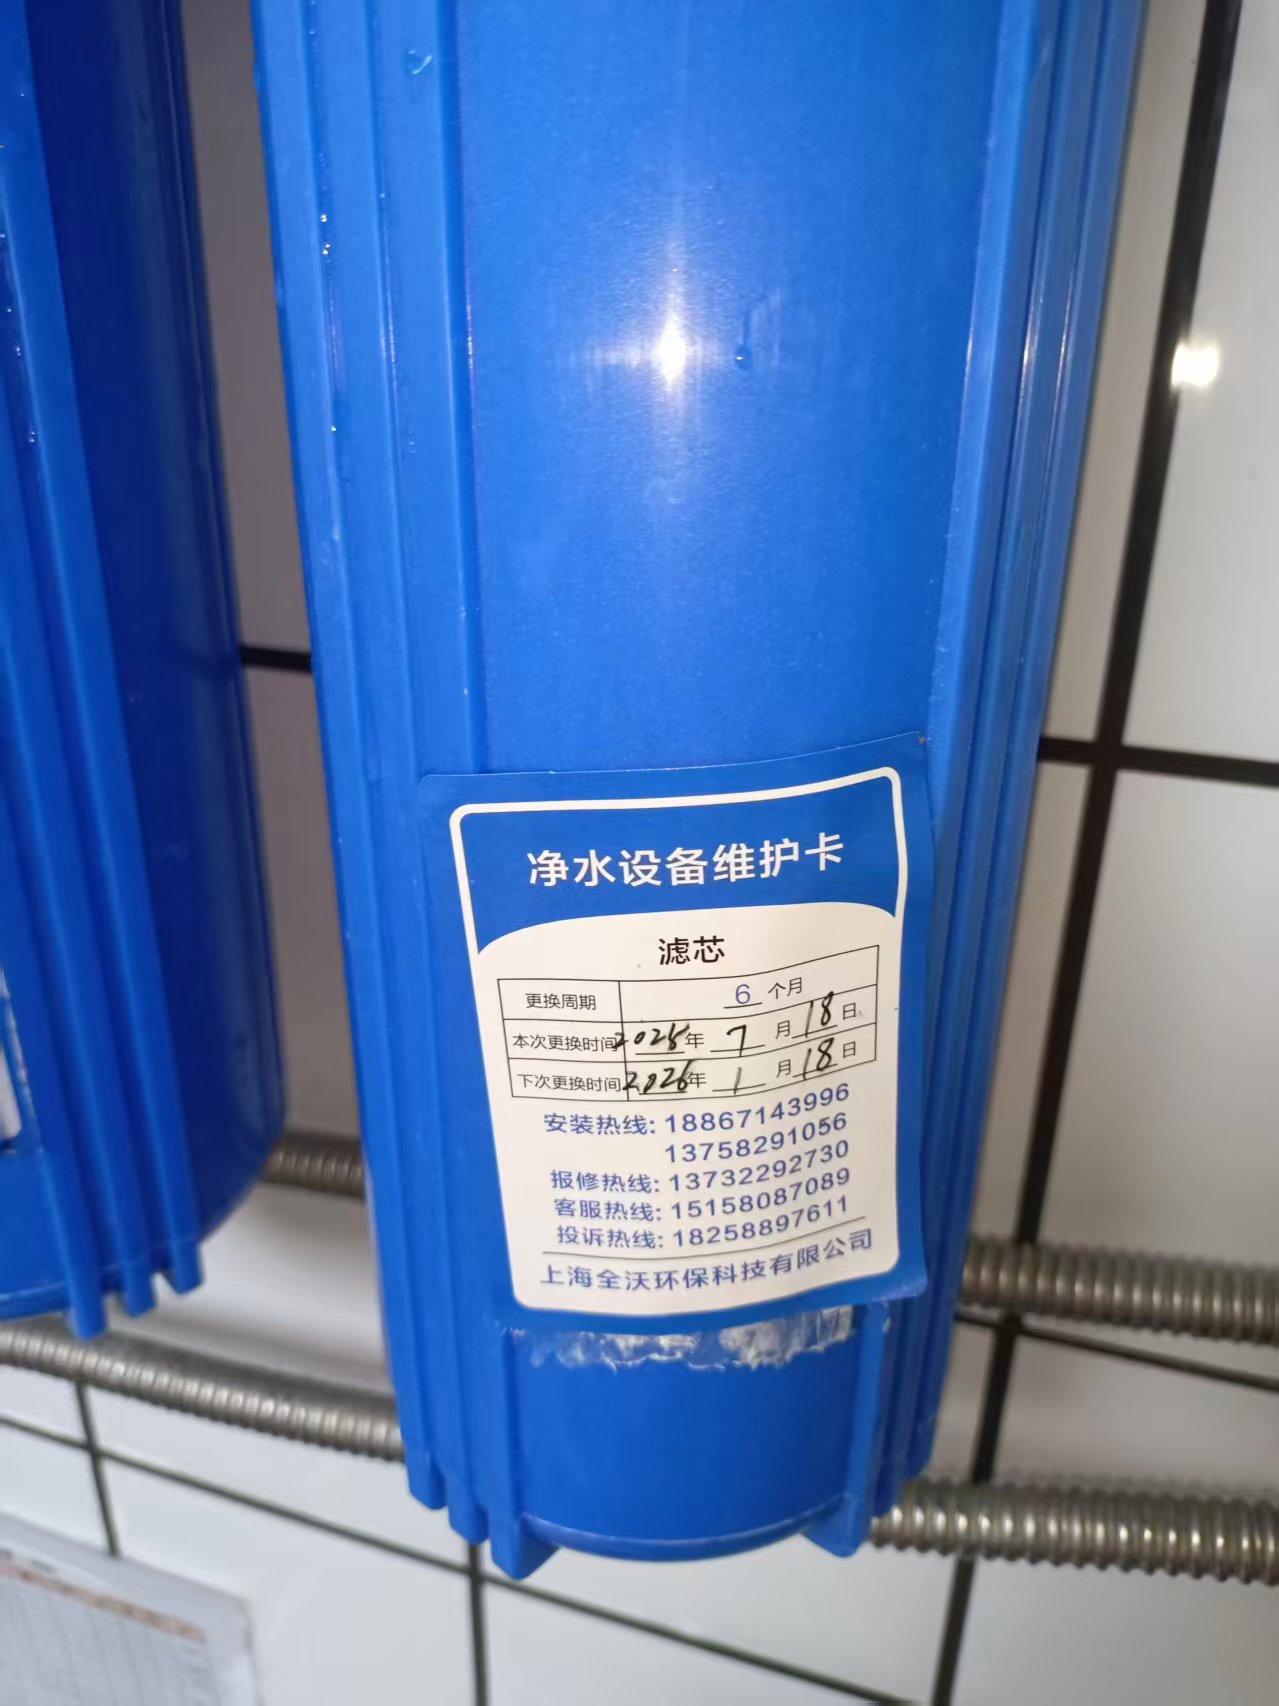 净水设备维护卡
滤芯
更换周期 6 个月
本次更换时间 2025年 7 月 18 日
下次更换时间 2026年 1 月 18 日
安装热线: 18867143996
13758291056
报修热线: 13732292730
客服热线: 15158087089
投诉热线: 18258897611
上海全沃环保科技有限公司